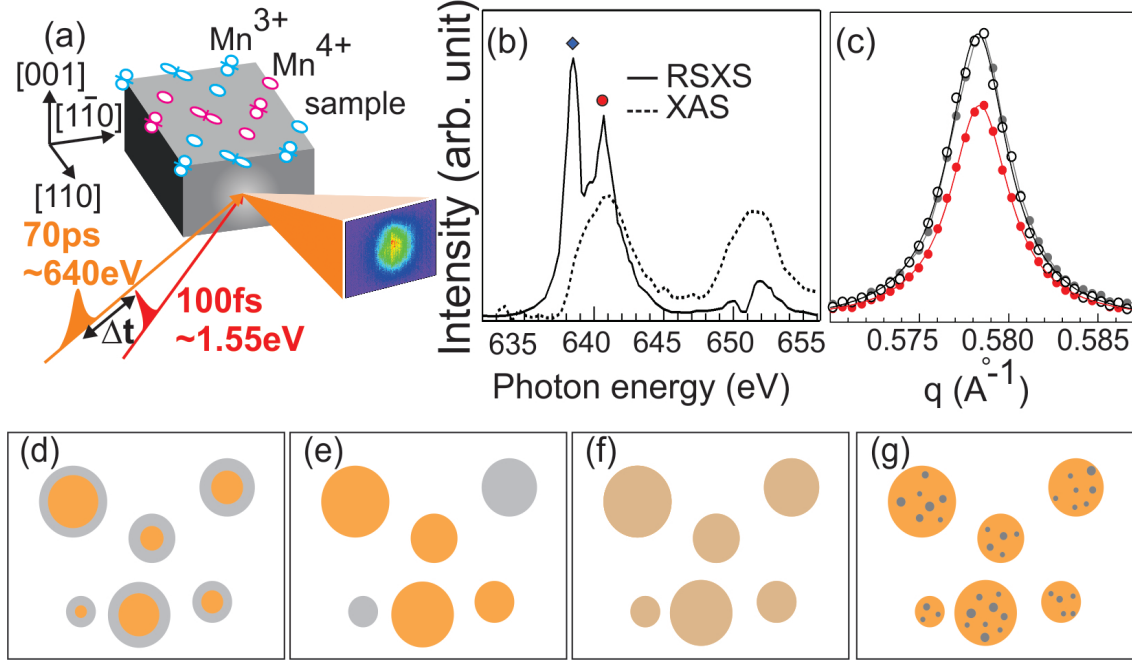 (a)
Mn3+
Mn4+
sample
[001]
[11̄0]
[110]
70ps
~640eV
Δt
100fs
~1.55eV
(b)
RSXS
XAS
Intensity (arb. unit)
635 640 645 650 655
Photon energy (eV)
(c)
0.575 0.580 0.585
q (Å-1)
(d)
(e)
(f)
(g)